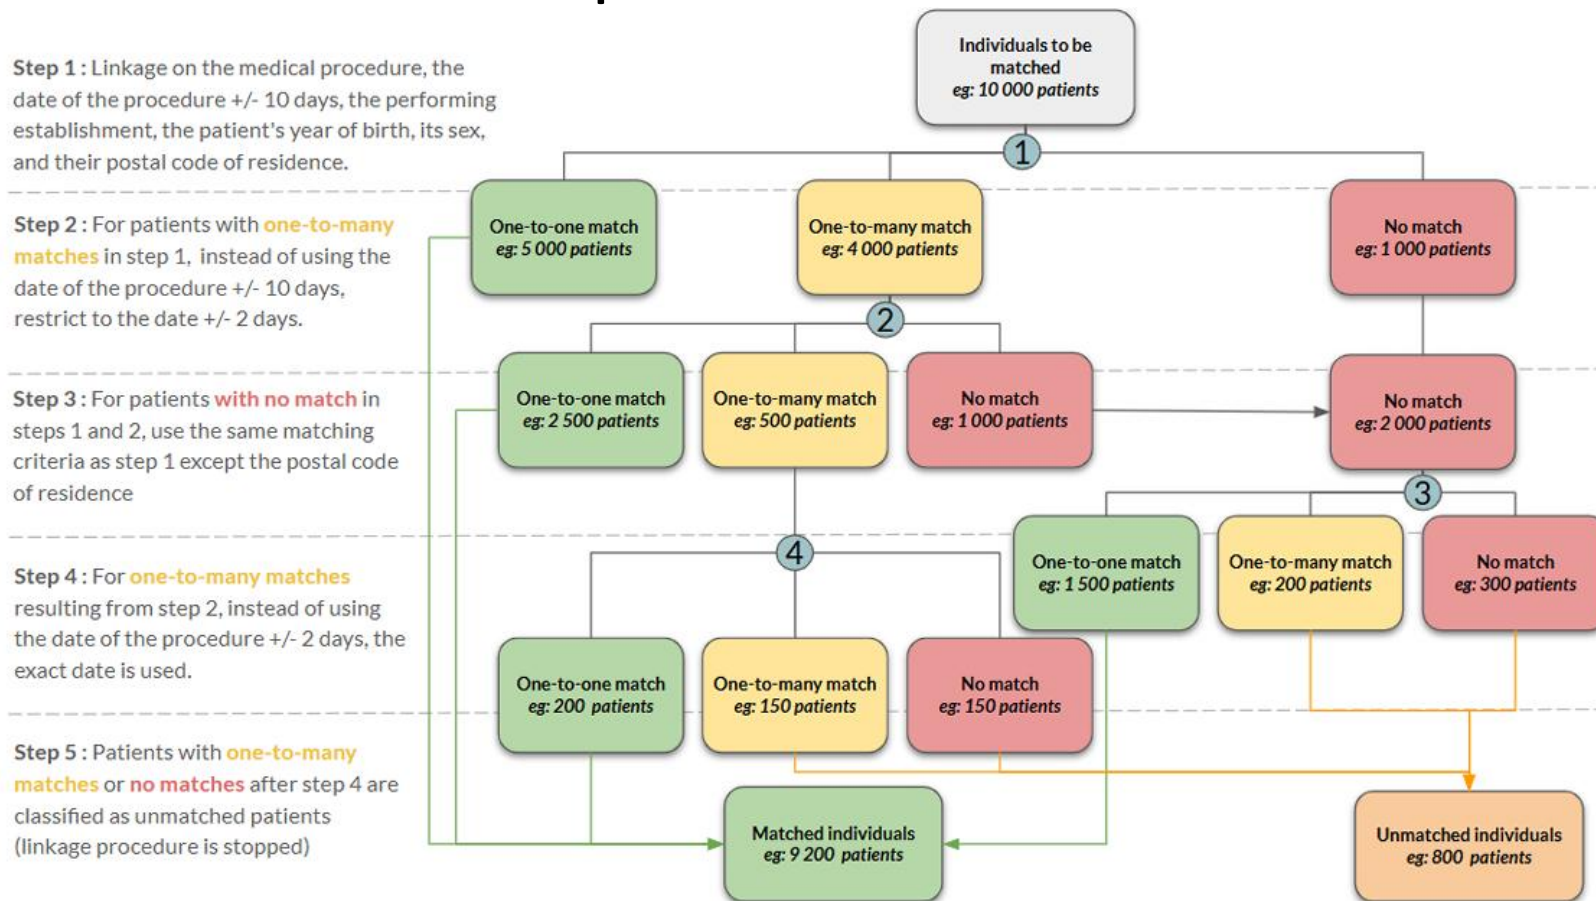 Individuals to be
matched
eg: 10 000 patients
Step 1 : Linkage on the medical procedure, the
date of the procedure +/- 10 days, the performing
establishment, the patient's year of birth, its sex,
and their postal code of residence.
1
One-to-one match
eg: 5 000 patients
One-to-many match
eg: 4 000 patients
No match
eg: 1 000 patients
Step 2 : For patients with one-to-many
matches in step 1, instead of using the
date of the procedure +/- 10 days,
restrict to the date +/- 2 days.
2
One-to-one match
eg: 2 500 patients
One-to-many match
eg: 500 patients
No match
eg: 1 000 patients
No match
eg: 2 000 patients
Step 3 : For patients with no match in
steps 1 and 2, use the same matching
criteria as step 1 except the postal code
of residence
3
One-to-one match
eg: 1 500 patients
One-to-many match
eg: 200 patients
No match
eg: 300 patients
4
Step 4 : For one-to-many matches
resulting from step 2, instead of using
the date of the procedure +/- 2 days, the
exact date is used.
One-to-one match
eg: 200 patients
One-to-many match
eg: 150 patients
No match
eg: 150 patients
Step 5 : Patients with one-to-many
matches or no matches after step 4 are
classified as unmatched patients
(linkage procedure is stopped)
Matched individuals
eg: 9 200 patients
Unmatched individuals
eg: 800 patients